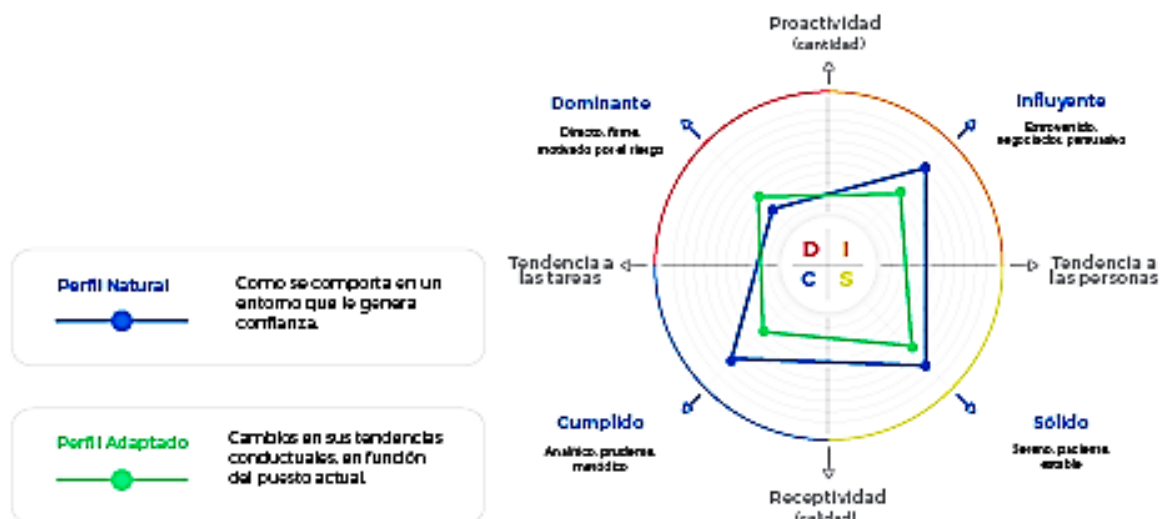 Proactividad
(cantidad)
Dominante
Directo, firme,
motivado por el riesgo
Influyente
Extrovertido,
negociador, persuasivo
Perfil Natural
Como se comporta en un
entorno que le genera
confianza.
Tendencia a
las tareas
D I
C S
Tendencia a
las personas
Perfil Adaptado
Cambios en sus tendencias
conductuales, en función
del puesto actual.
Cumplido
Analítico, prudente,
metódico
Sólido
Sereno, paciente,
estable
Receptividad
(calidad)